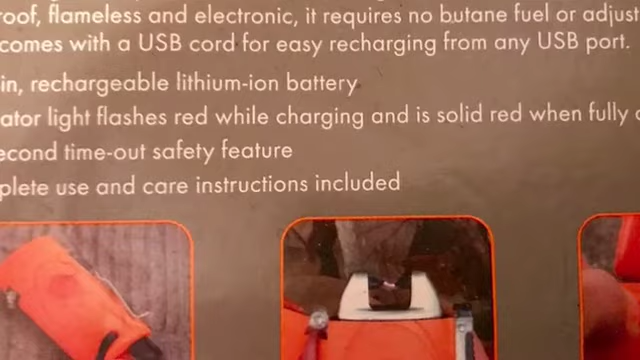 roof, flameless and electronic, it requires no butane fuel or adjust
comes with a USB cord for easy recharging from any USB port.
in, rechargeable lithium-ion battery
ator light flashes red while charging and is solid red when fully
econd time-out safety feature
plete use and care instructions included